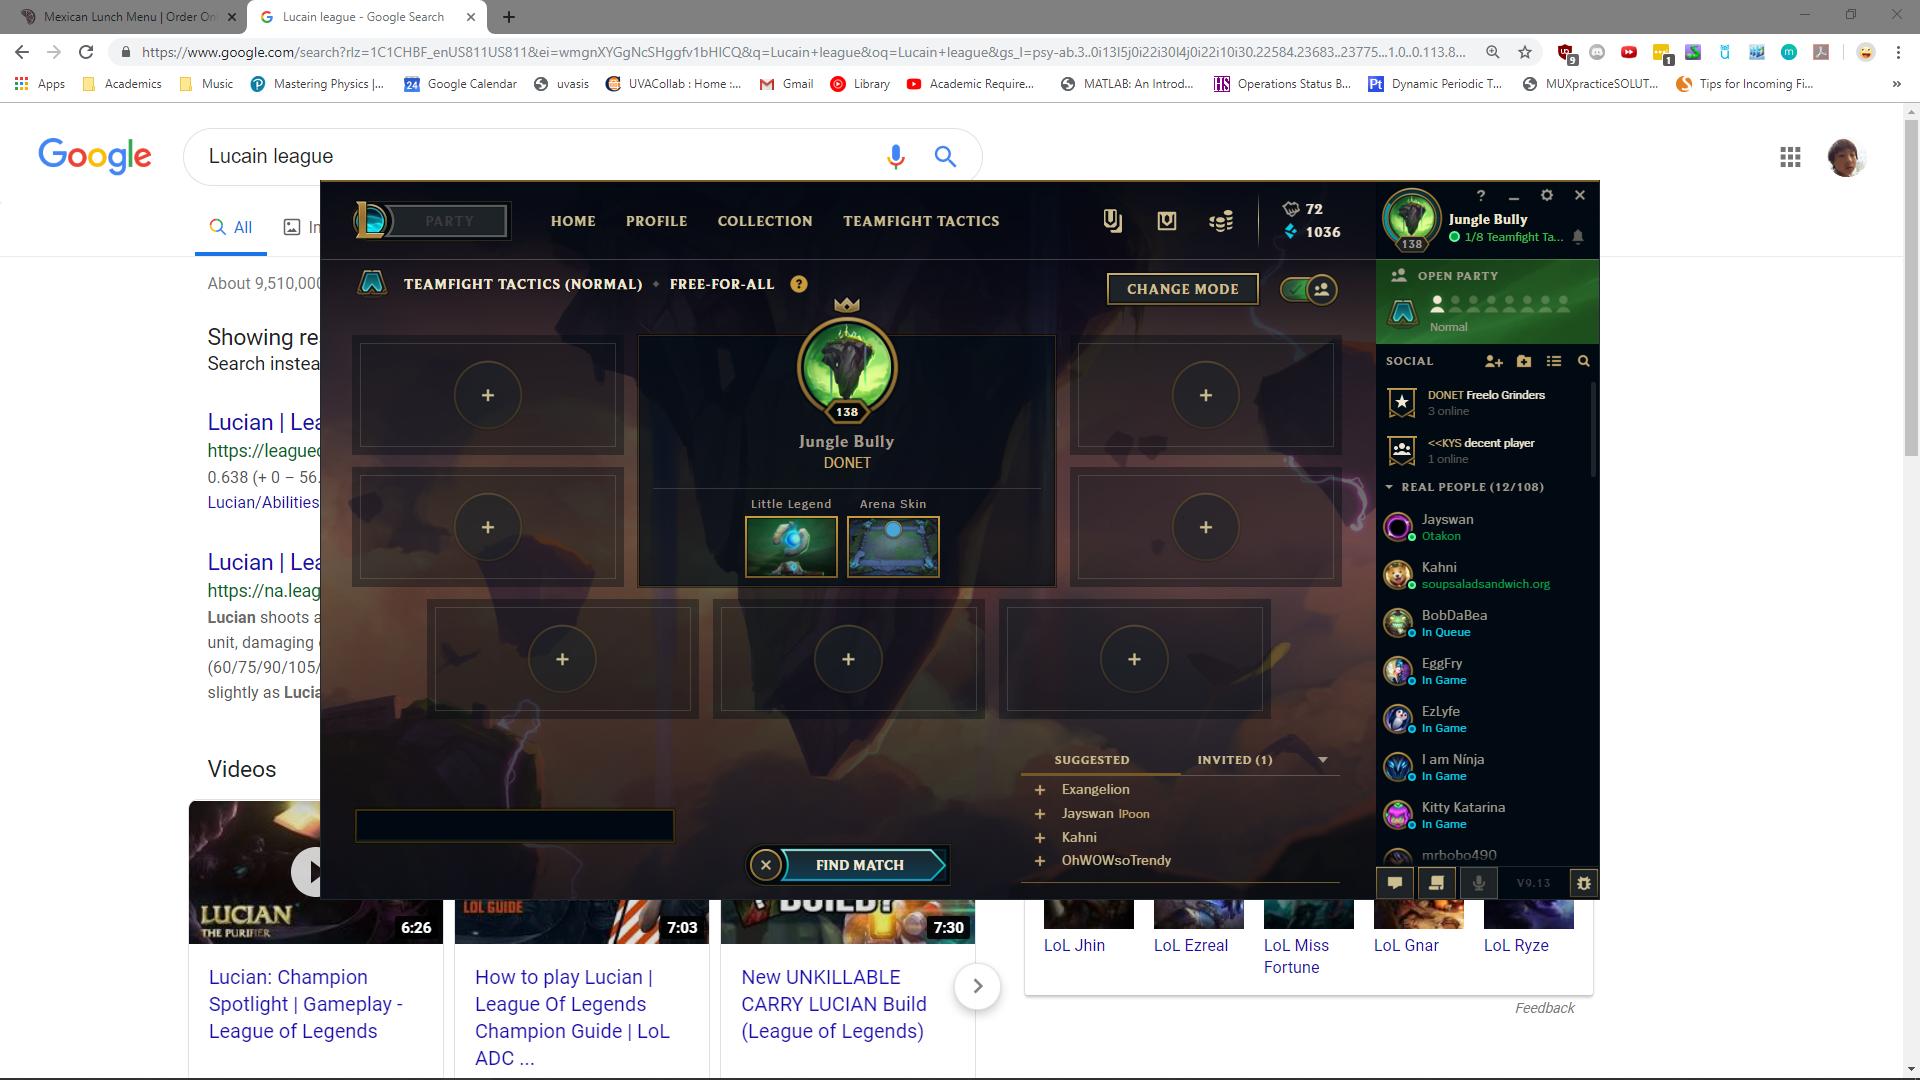 Mexican Lunch Menu | Order Onl
Lucain league - Google Search
https://www.google.com/search?rlz=1C1CHBF_enUS811US811&ei=wmgnXYGgNcSHggfv1bHICQ&q=Lucain+league&oq=Lucain+league&gs_l=psy-ab.3..0i13l5j0i22i30l4j0i22i10i30.22584.23683..23775...1.0..0.113.8...
Apps
Academics
Music
Mastering Physics |...
Google Calendar
uvasis
UVACollab : Home :...
Gmail
Library
Academic Require...
MATLAB: An Introd...
Operations Status B...
Dynamic Periodic T...
MUXpracticeSOLUT...
Tips for Incoming Fi...
Google
Lucain league
All
In
About 9,510,000
Showing re
Search instea
Lucian | Lea
https://leaguec
0.638 (+ 0 – 56.
Lucian/Abilities
Lucian | Lea
https://na.leag
Lucian shoots a
unit, damaging
(60/75/90/105/
slightly as Lucia
Videos
PARTY
HOME
PROFILE
COLLECTION
TEAMFIGHT TACTICS
72
1036
TEAMFIGHT TACTICS (NORMAL)
FREE-FOR-ALL
?
CHANGE MODE
138
Jungle Bully
DONET
Little Legend
Arena Skin
SUGGESTED
INVITED (1)
Exangelion
Jayswan IPoon
Kahni
OhWOWsoTrendy
FIND MATCH
?
Jungle Bully
138
1/8 Teamfight Ta...
OPEN PARTY
Normal
SOCIAL
DONET Freelo Grinders
3 online
<<KYS decent player
1 online
REAL PEOPLE (12/108)
Jayswan
Otakon
Kahni
soupsaladsandwich.org
BobDaBea
In Queue
EggFry
In Game
EzLyfe
In Game
I am Nínja
In Game
Kitty Katarina
In Game
mrbobo490
V9.13
LUCIAN
THE PURIFIER
6:26
LOL GUIDE
7:03
BUILD?
7:30
Lucian: Champion
Spotlight | Gameplay -
League of Legends
How to play Lucian |
League Of Legends
Champion Guide | LoL
ADC ...
New UNKILLABLE
CARRY LUCIAN Build
(League of Legends)
LoL Jhin
LoL Ezreal
LoL Miss
Fortune
LoL Gnar
LoL Ryze
Feedback